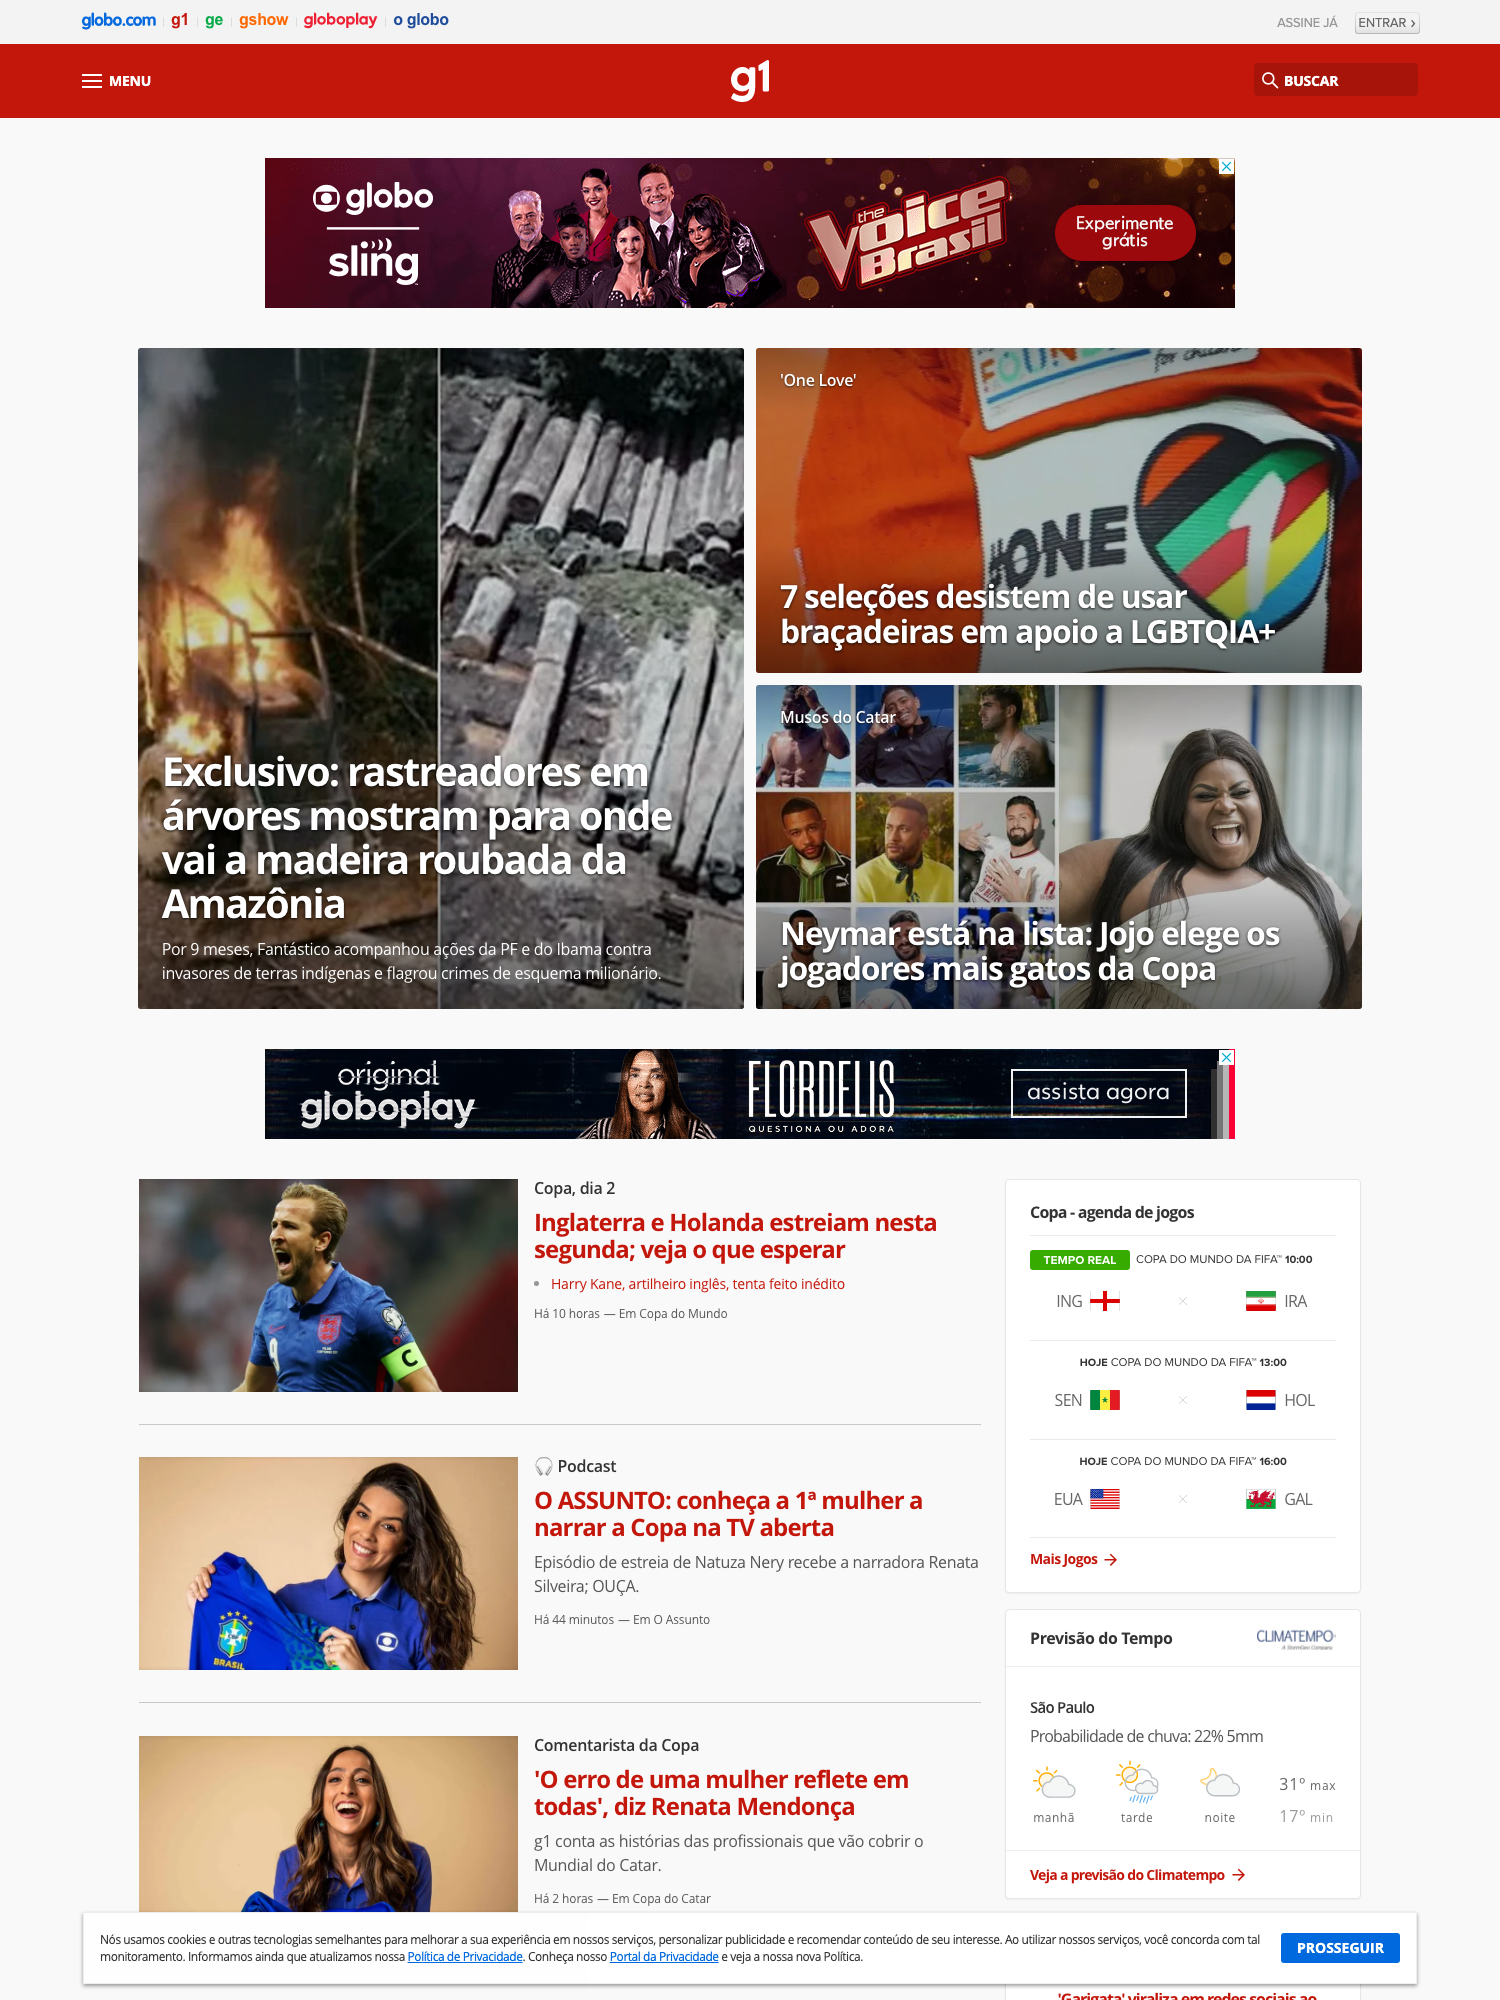 globo.com g1 ge gshow globoplay o globo
ASSINE JÁ ENTRAR ›
MENU
g1
BUSCAR
globo
sling
the
Voice
Brasil
Experimente
grátis
'One Love'
ONE
7 seleções desistem de usar
braçadeiras em apoio a LGBTQIA+
Exclusivo: rastreadores em
árvores mostram para onde
vai a madeira roubada da
Amazônia
Por 9 meses, Fantástico acompanhou ações da PF e do Ibama contra
invasores de terras indígenas e flagrou crimes de esquema milionário.
Musos do Catar
Neymar está na lista: Jojo elege os
jogadores mais gatos da Copa
original
globoplay
FLORDELIS
QUESTIONA OU ADORA
assista agora
Copa, dia 2
Inglaterra e Holanda estreiam nesta
segunda; veja o que esperar
Harry Kane, artilheiro inglês, tenta feito inédito
Há 10 horas — Em Copa do Mundo
9
C
Podcast
O ASSUNTO: conheça a 1ª mulher a
narrar a Copa na TV aberta
Episódio de estreia de Natuza Nery recebe a narradora Renata
Silveira; OUÇA.
Há 44 minutos — Em O Assunto
BRASIL
Comentarista da Copa
'O erro de uma mulher reflete em
todas', diz Renata Mendonça
g1 conta as histórias das profissionais que vão cobrir o
Mundial do Catar.
Há 2 horas — Em Copa do Catar
Copa - agenda de jogos
TEMPO REAL COPA DO MUNDO DA FIFA™ 10:00
ING × IRA
HOJE COPA DO MUNDO DA FIFA™ 13:00
SEN × HOL
HOJE COPA DO MUNDO DA FIFA™ 16:00
EUA × GAL
Mais Jogos →
Previsão do Tempo
CLIMATEMPO
A StormGeo Company
São Paulo
Probabilidade de chuva: 22% 5mm
manhã tarde noite
31º max
17º min
Veja a previsão do Climatempo →
Nós usamos cookies e outras tecnologias semelhantes para melhorar a sua experiência em nossos serviços, personalizar publicidade e recomendar conteúdo de seu interesse. Ao utilizar nossos serviços, você concorda com tal
monitoramento. Informamos ainda que atualizamos nossa Política de Privacidade. Conheça nosso Portal da Privacidade e veja a nossa nova Política.
PROSSEGUIR
'Garigata' viraliza em redes sociais ao